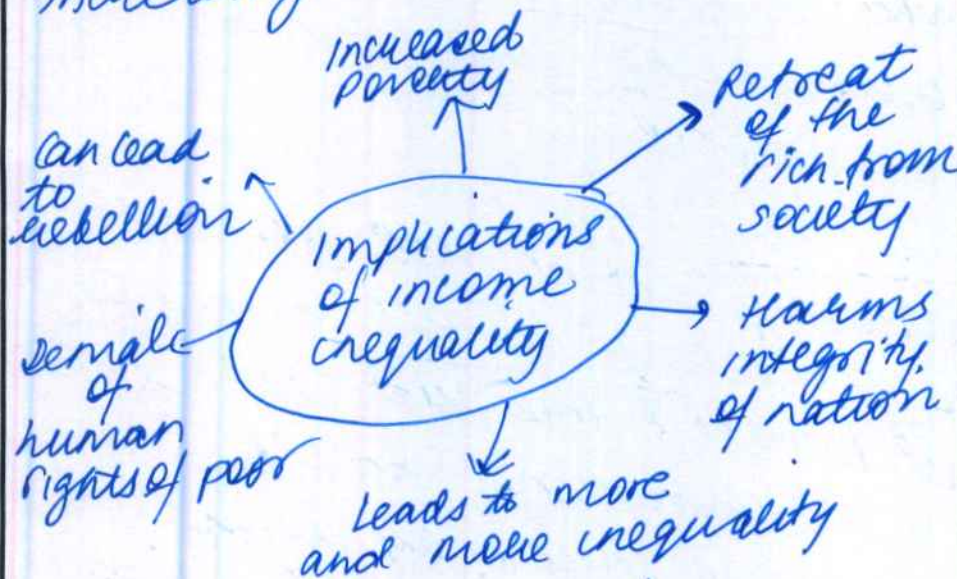 Increased
poverty
Retreat
of the
rich from
society
can lead
to
rebellion
Implications
of income
inequality
Harms
integrity
of nation
Denial
of
human
rights of poor
Leads to more
and more inequality